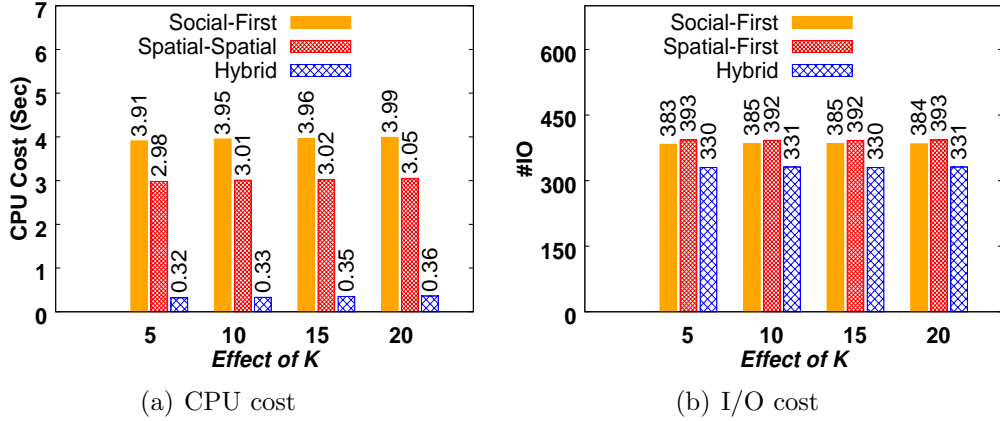 7
6
5
4
3
2
1
0
CPU Cost (Sec)
Social-First
Spatial-Spatial
Hybrid
3.91
2.98
0.32
3.95
3.01
0.33
3.96
3.02
0.35
3.99
3.05
0.36
5 10 15 20
Effect of K
(a) CPU cost
600
450
300
150
0
#IO
Social-First
Spatial-First
Hybrid
383
393
330
385
392
331
385
392
330
384
393
331
5 10 15 20
Effect of K
(b) I/O cost